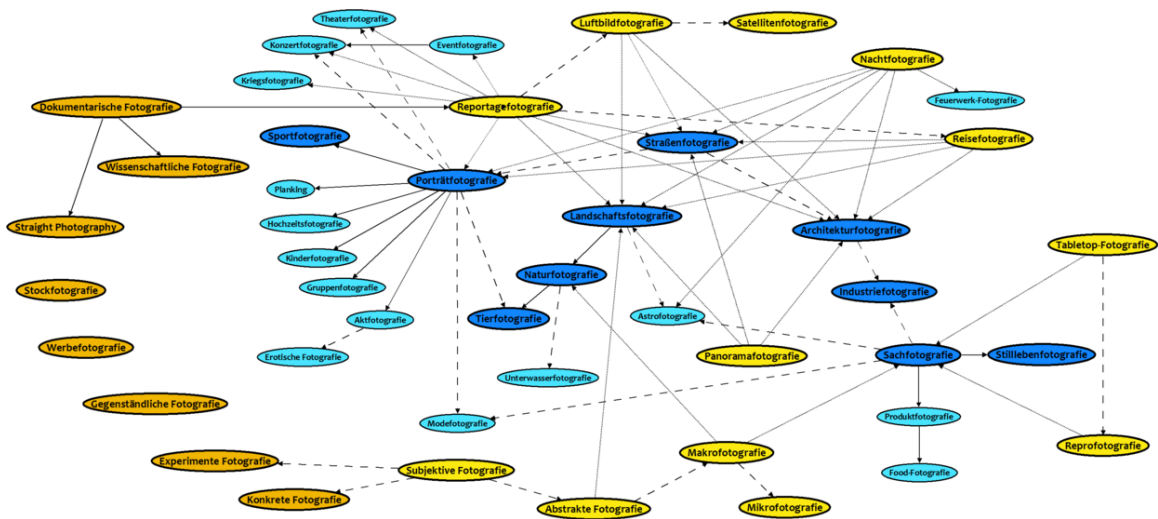 Theaterfotografie
Luftbildfotografie
Satellitenfotografie
Konzertfotografie
Eventfotografie
Nachtfotografie
Kriegsfotografie
Feuerwerk-Fotografie
Dokumentarische Fotografie
Reportagefotografie
Sportfotografie
Straßenfotografie
Reisefotografie
Wissenschaftliche Fotografie
Porträtfotografie
Planking
Straight Photography
Hochzeitsfotografie
Landschaftsfotografie
Architekturfotografie
Tabletop-Fotografie
Kinderfotografie
Naturfotografie
Stockfotografie
Gruppenfotografie
Industriefotografie
Aktfotografie
Tierfotografie
Astrofotografie
Werbefotografie
Erotische Fotografie
Panoramafotografie
Sachfotografie
Stilllebenfotografie
Unterwasserfotografie
Gegenständliche Fotografie
Modefotografie
Produktfotografie
Reprofotografie
Experimente Fotografie
Subjektive Fotografie
Makrofotografie
Food-Fotografie
Konkrete Fotografie
Abstrakte Fotografie
Mikrofotografie